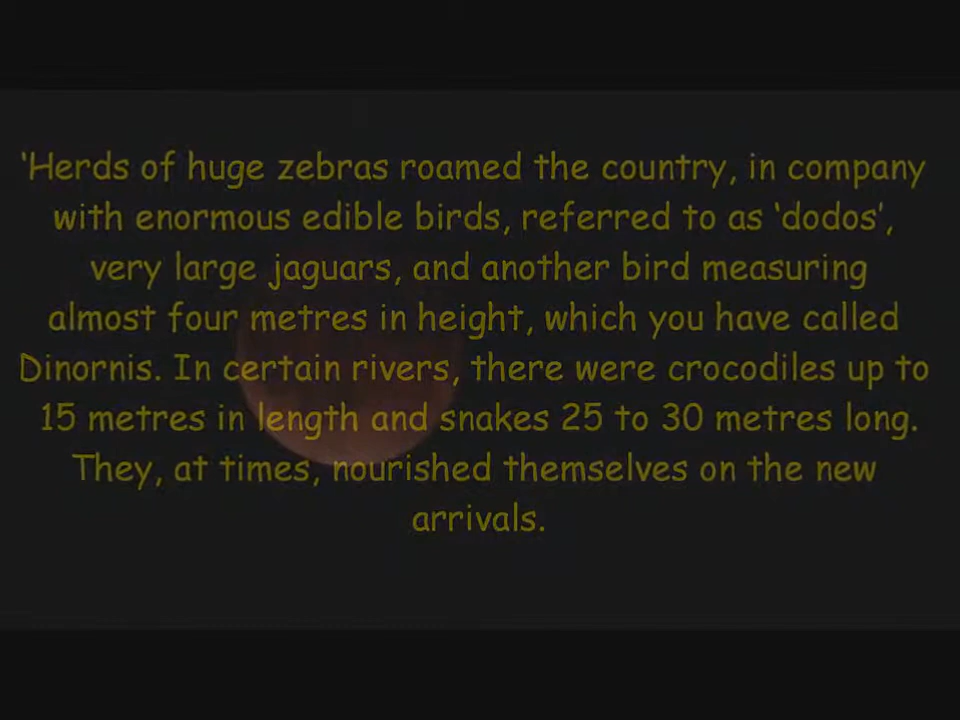 ‘Herds of huge zebras roamed the country, in company
with enormous edible birds, referred to as ‘dodos’,
very large jaguars, and another bird measuring
almost four metres in height, which you have called
Dinornis. In certain rivers, there were crocodiles up to
15 metres in length and snakes 25 to 30 metres long.
They, at times, nourished themselves on the new
arrivals.